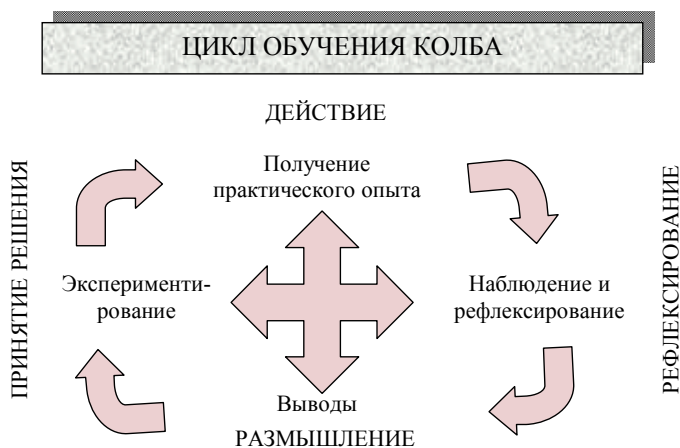 ЦИКЛ ОБУЧЕНИЯ КОЛБА
ДЕЙСТВИЕ
Получение
практического опыта
ПРИНЯТИЕ РЕШЕНИЯ
РЕФЛЕКСИРОВАНИЕ
Эксперименти-
рование
Наблюдение и
рефлексирование
Выводы
РАЗМЫШЛЕНИЕ